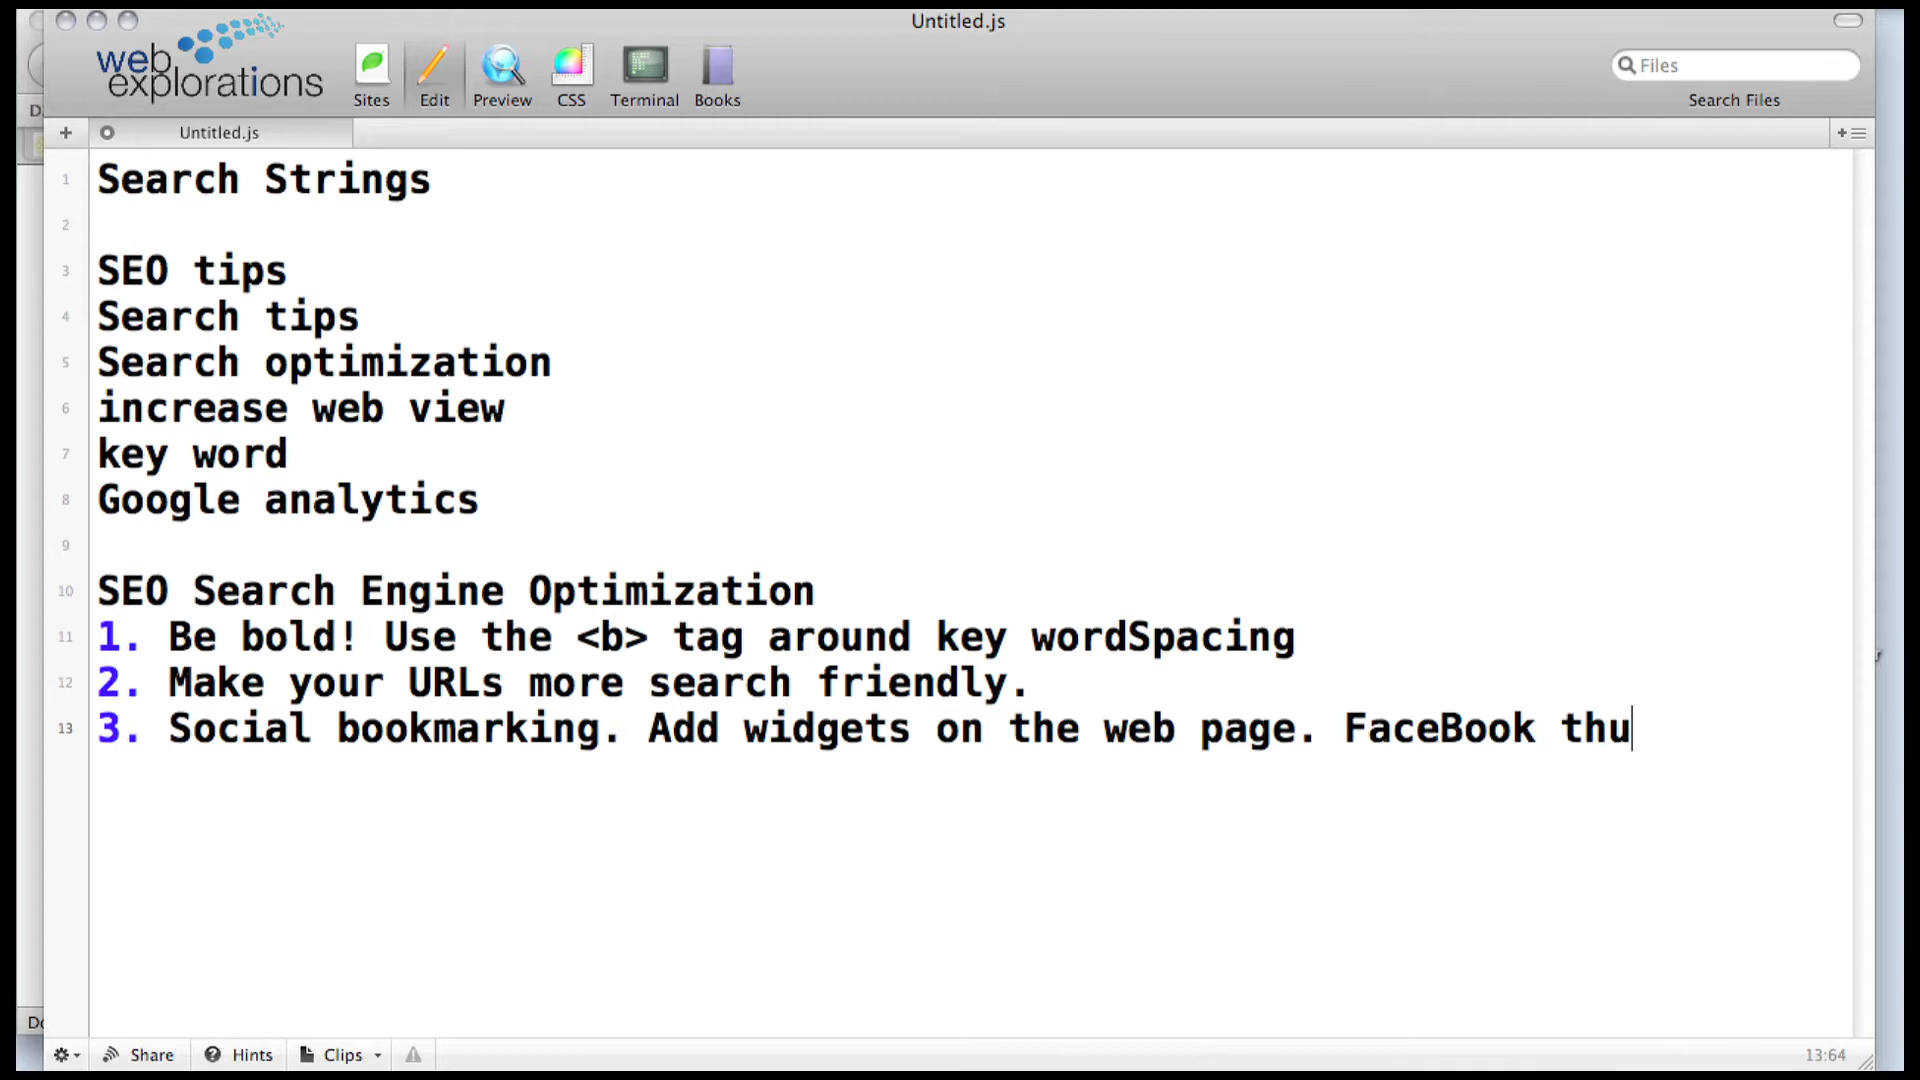 Untitled.js
web
explorations
Sites
Edit
Preview
CSS
Terminal
Books
Files
Search Files
Untitled.js
1 Search Strings
2
3 SEO tips
4 Search tips
5 Search optimization
6 increase web view
7 key word
8 Google analytics
9
10 SEO Search Engine Optimization
11 1. Be bold! Use the <b> tag around key wordSpacing
12 2. Make your URLs more search friendly.
13 3. Social bookmarking. Add widgets on the web page. FaceBook thu
Share
Hints
Clips
13:64